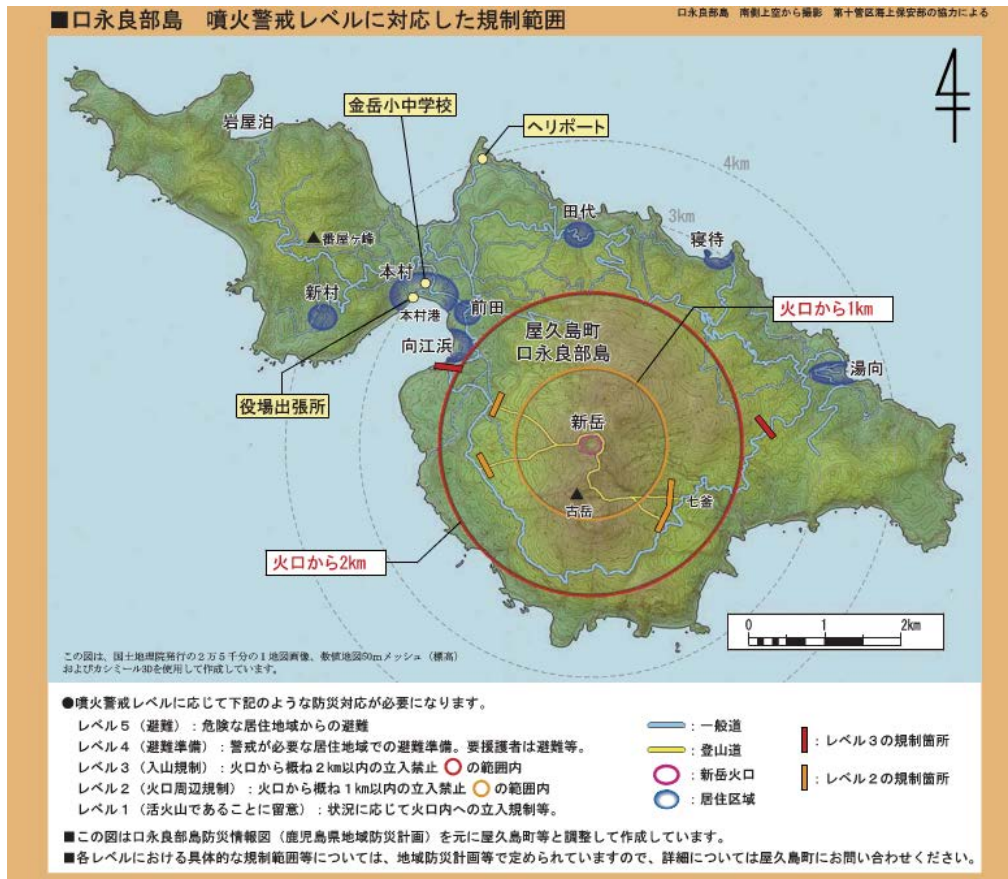 ■口永良部島 噴火警戒レベルに対応した規制範囲
口永良部島 南側上空から撮影 第十管区海上保安部の協力による
金岳小中学校
岩屋泊
ヘリポート
4km
田代
3km
寝待
▲番屋ヶ峰
本村
新村
本村港
前田
火口から1km
屋久島町
口永良部島
向江浜
湯向
役場出張所
新岳
古岳
七釜
火口から2km
0 1 2km
この図は、国土地理院発行の2万5千分の1地図画像、数値地図50mメッシュ（標高）
およびカシミール3Dを使用して作成しています。
●噴火警戒レベルに応じて下記のような防災対応が必要になります。
レベル5（避難）：危険な居住地域からの避難
レベル4（避難準備）：警戒が必要な居住地域での避難準備。要援護者は避難等。
レベル3（入山規制）：火口から概ね2km以内の立入禁止 の範囲内
レベル2（火口周辺規制）：火口から概ね1km以内の立入禁止 の範囲内
レベル1（活火山であることに留意）：状況に応じて火口内への立入規制等。
：一般道
：登山道
：新岳火口
：居住区域
：レベル3の規制箇所
：レベル2の規制箇所
■この図は口永良部島防災情報図（鹿児島県地域防災計画）を元に屋久島町等と調整して作成しています。
■各レベルにおける具体的な規制範囲等については、地域防災計画等で定められていますので、詳細については屋久島町にお問い合わせください。